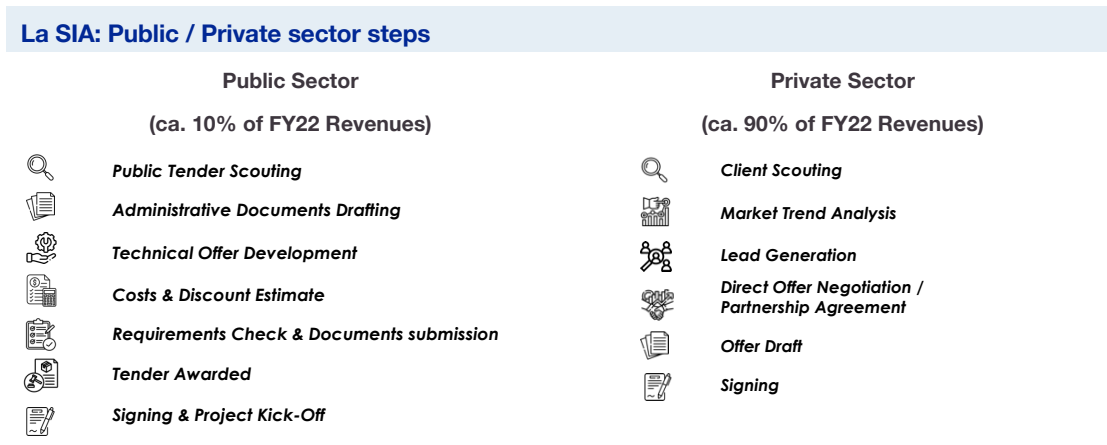 La SIA: Public / Private sector steps
Public Sector
(ca. 10% of FY22 Revenues)
Public Tender Scouting
Administrative Documents Drafting
Technical Offer Development
Costs & Discount Estimate
Requirements Check & Documents submission
Tender Awarded
Signing & Project Kick-Off
Private Sector
(ca. 90% of FY22 Revenues)
Client Scouting
Market Trend Analysis
Lead Generation
Direct Offer Negotiation /
Partnership Agreement
Offer Draft
Signing